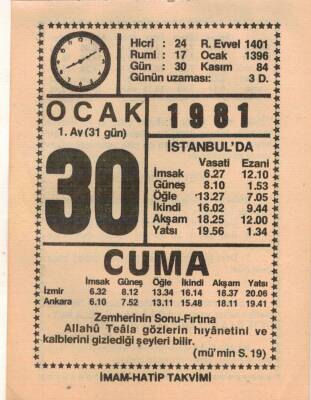 Hicri : 24 R. Evvel 1401
Rumi : 17 Ocak 1396
Gün : 30 Kasım 84
Günün uzaması: 3 D.
OCAK
1. Ay (31 gün)
30
1981
İSTANBUL'DA
Vasati Ezani
İmsak 6.27 12.10
Güneş 8.10 1.53
Öğle 13.27 7.05
İkindi 16.02 9.44
Akşam 18.25 12.00
Yatsı 19.56 1.34
CUMA
İmsak Güneş Öğle İkindi Akşam Yatsı
İzmir 6.32 8.12 13.34 16.14 18.37 20.06
Ankara 6.10 7.52 13.11 15.48 18.11 19.41
Zemherinin Sonu-Fırtına
Allahû Teâla gözlerin hıyânetini ve
kalblerini gizlediği şeyleri bilir.
(mü'min S. 19)
İMAM-HATİP TAKVİMİ